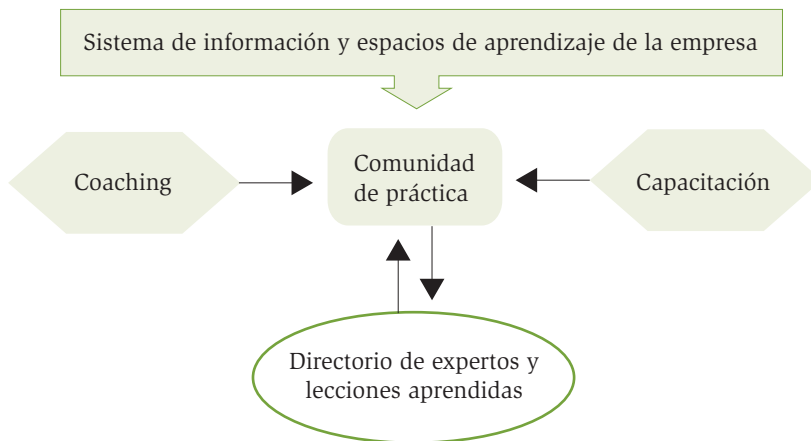 Sistema de información y espacios de aprendizaje de la empresa
Coaching
Comunidad
de práctica
Capacitación
Directorio de expertos y
lecciones aprendidas